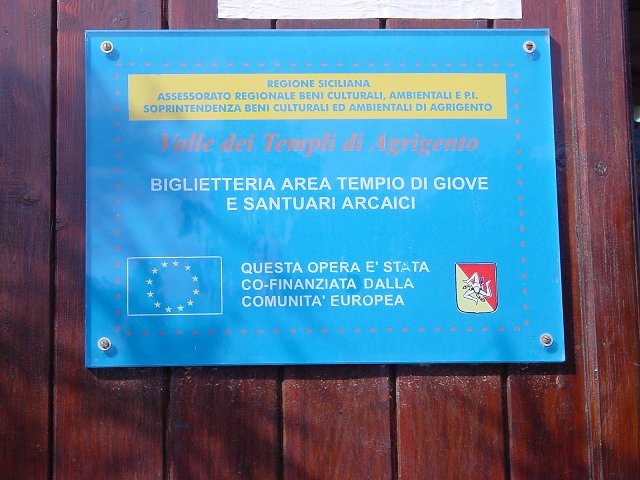 REGIONE SICILIANA
ASSESSORATO REGIONALE BENI CULTURALI, AMBIENTALI E P.I.
SOPRINTENDENZA BENI CULTURALI ED AMBIENTALI DI AGRIGENTO
Valle dei Templi di Agrigento
BIGLIETTERIA AREA TEMPIO DI GIOVE
E SANTUARI ARCAICI
QUESTA OPERA E' STATA
CO-FINANZIATA DALLA
COMUNITA' EUROPEA